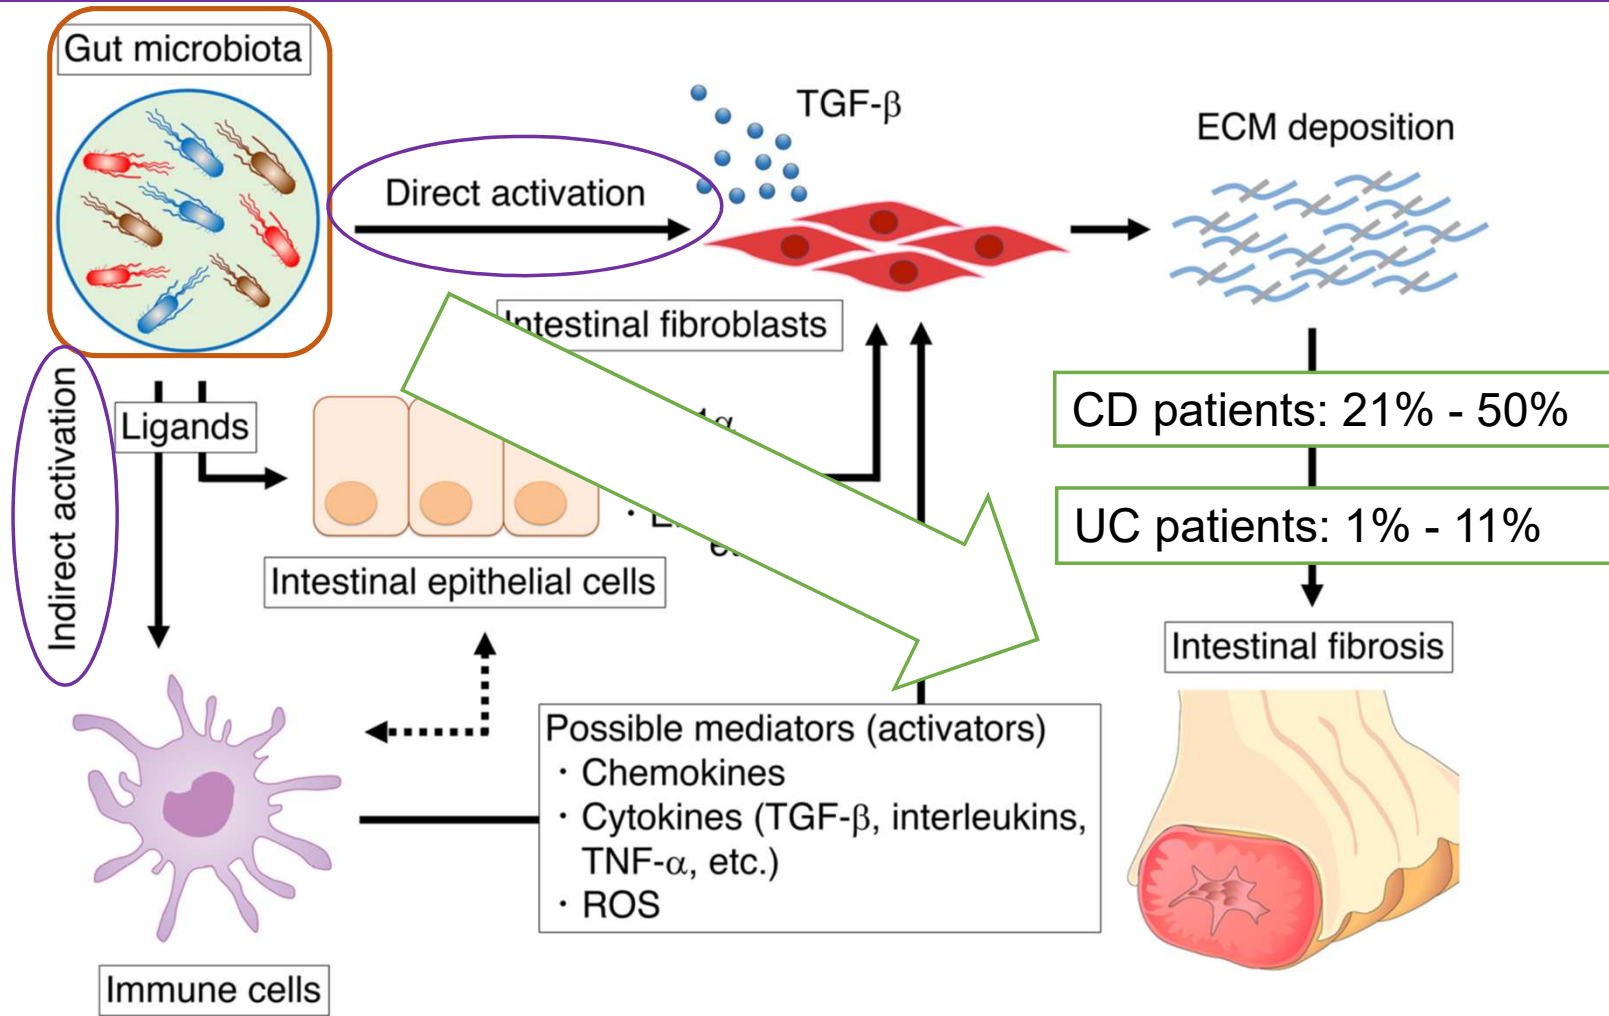 Gut microbiota
TGF-β
ECM deposition
Direct activation
Intestinal fibroblasts
Indirect activation
Ligands
CD patients: 21% - 50%
UC patients: 1% - 11%
Intestinal epithelial cells
Intestinal fibrosis
Possible mediators (activators)
・Chemokines
・Cytokines (TGF-β, interleukins,
TNF-α, etc.)
・ROS
Immune cells